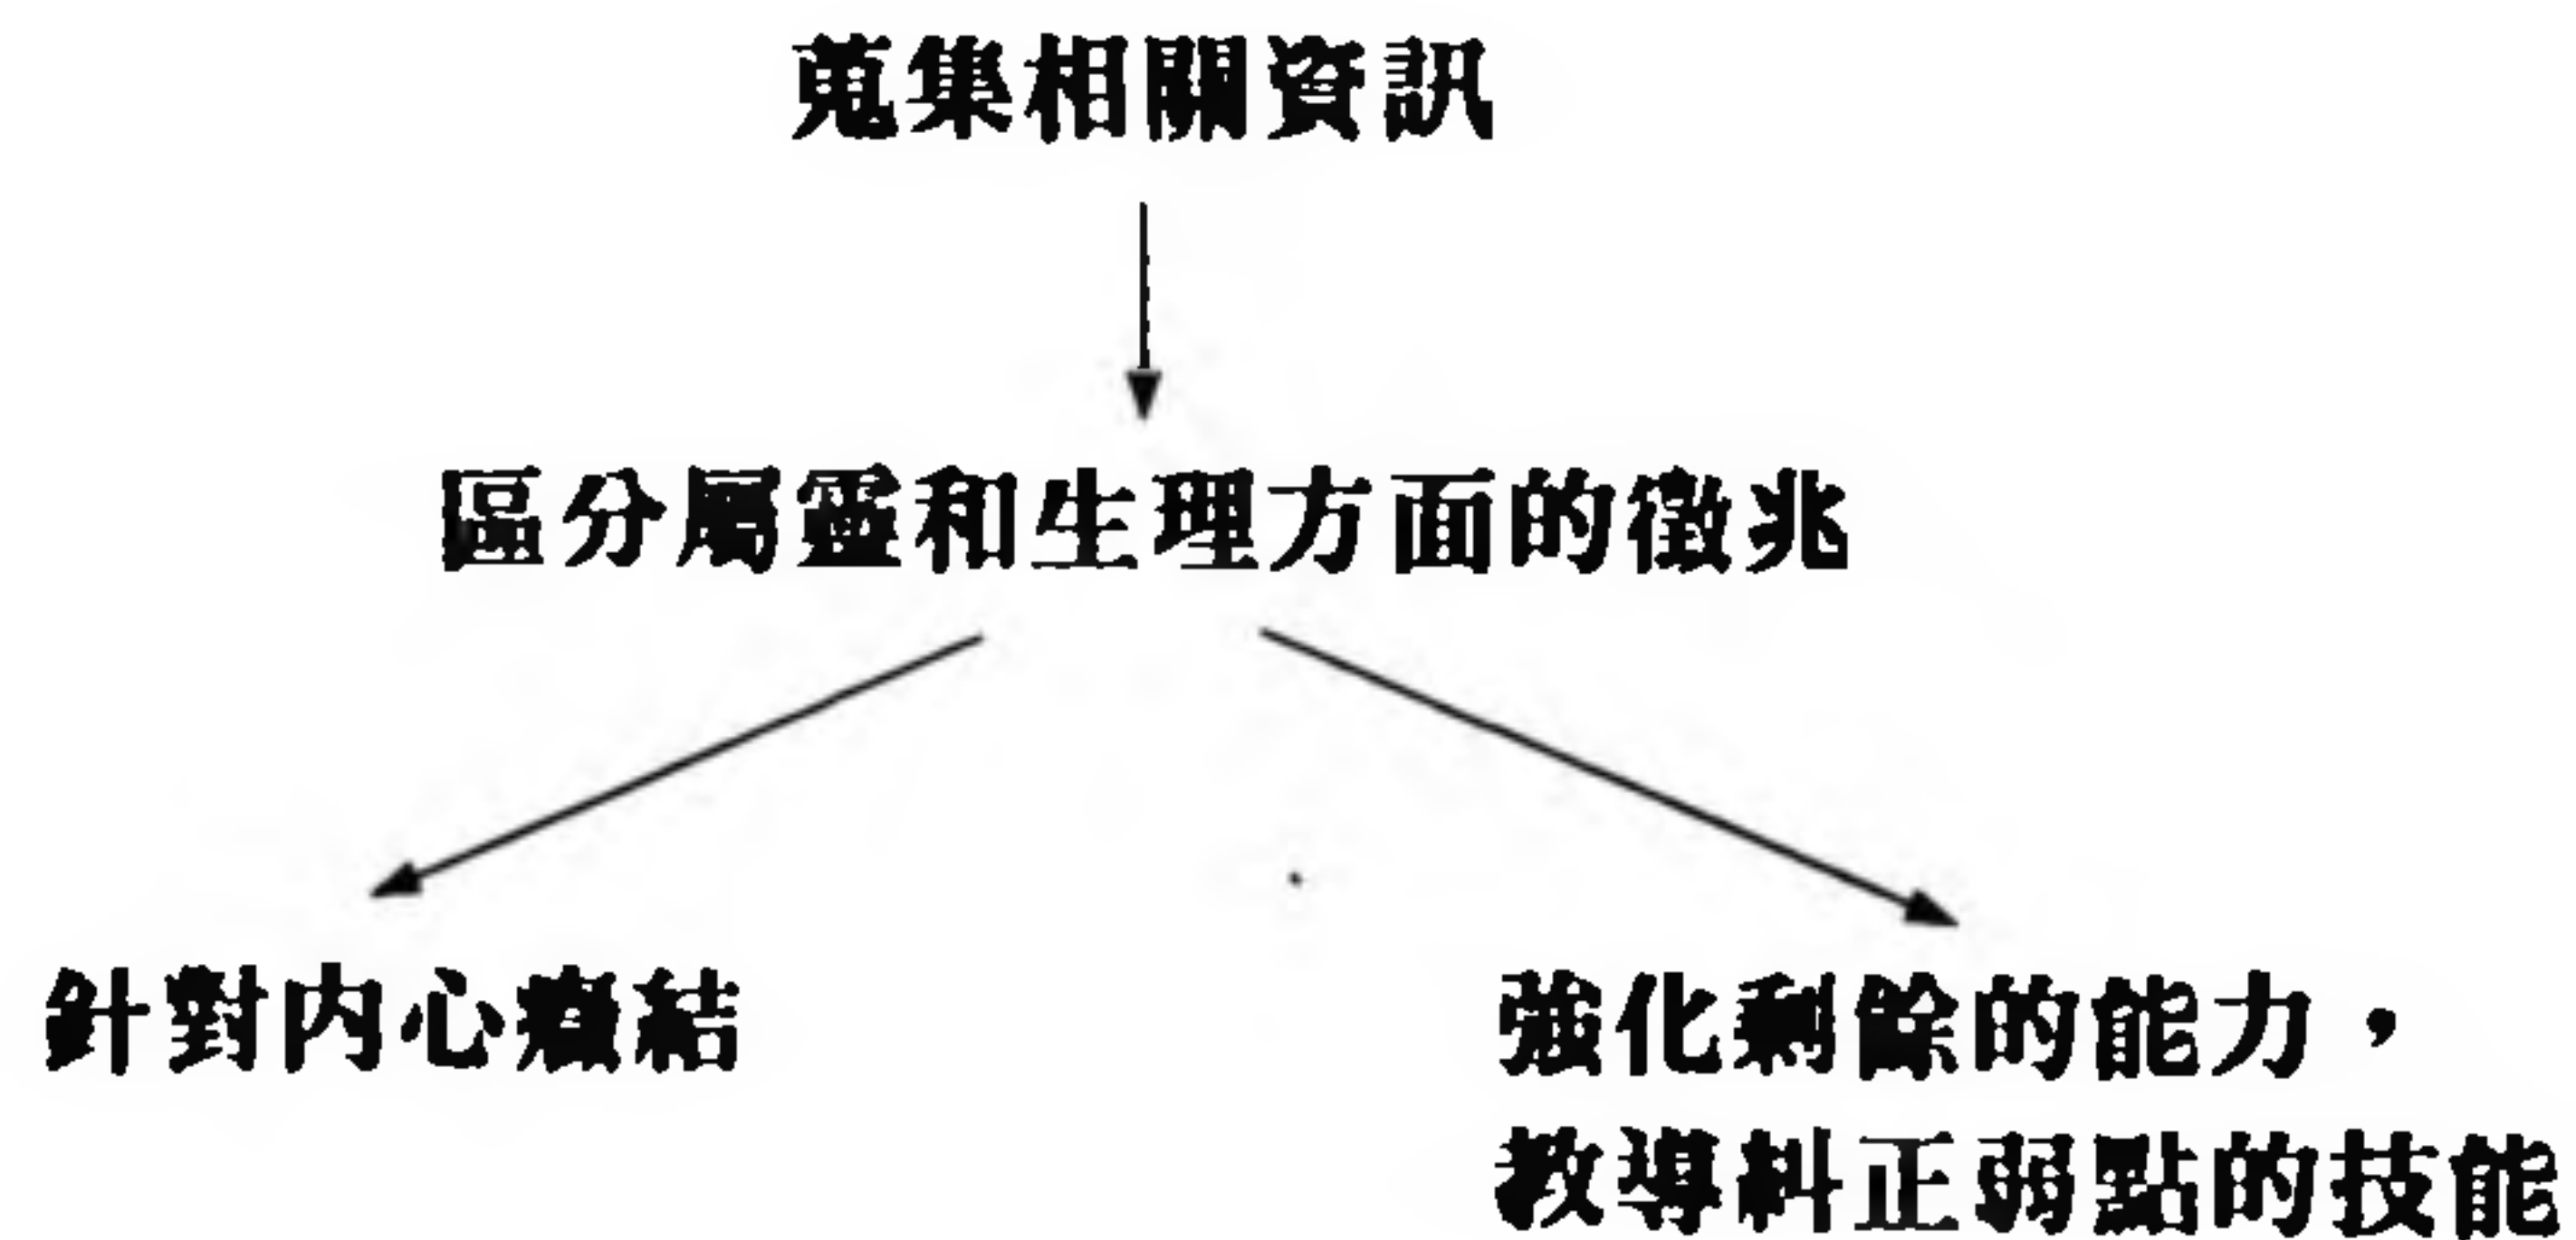 蒐集相關資訊
區分屬靈和生理方面的徵兆
針對內心癥結
強化剩餘的能力，
教導糾正弱點的技能